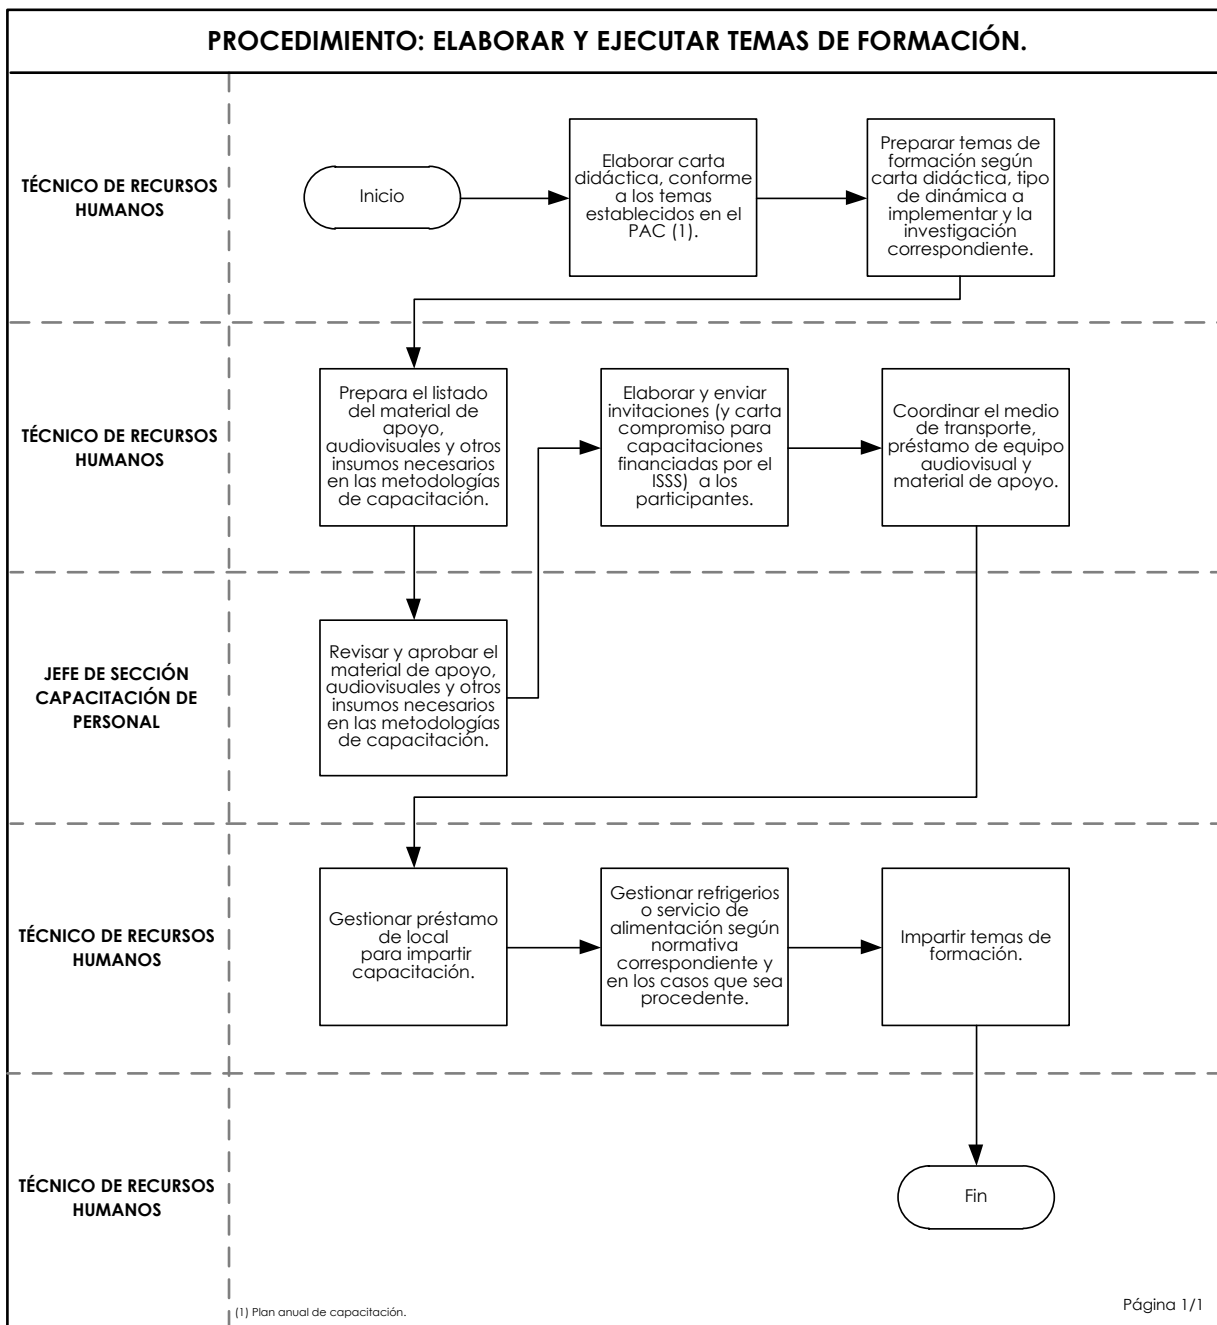 PROCEDIMIENTO: ELABORAR Y EJECUTAR TEMAS DE FORMACIÓN.
TÉCNICO DE RECURSOS
HUMANOS
Inicio
Elaborar carta
didáctica, conforme
a los temas
establecidos en el
PAC (1).
Preparar temas de
formación según
carta didáctica, tipo
de dinámica a
implementar y la
investigación
correspondiente.
TÉCNICO DE RECURSOS
HUMANOS
Prepara el listado
del material de
apoyo,
audiovisuales y otros
insumos necesarios
en las metodologías
de capacitación.
Elaborar y enviar
invitaciones (y carta
compromiso para
capacitaciones
financiadas por el
ISSS) a los
participantes.
Coordinar el medio
de transporte,
préstamo de equipo
audiovisual y
material de apoyo.
JEFE DE SECCIÓN
CAPACITACIÓN DE
PERSONAL
Revisar y aprobar el
material de apoyo,
audiovisuales y otros
insumos necesarios
en las metodologías
de capacitación.
TÉCNICO DE RECURSOS
HUMANOS
Gestionar préstamo
de local
para impartir
capacitación.
Gestionar refrigerios
o servicio de
alimentación según
normativa
correspondiente y
en los casos que sea
procedente.
Impartir temas de
formación.
TÉCNICO DE RECURSOS
HUMANOS
Fin
(1) Plan anual de capacitación.
Página 1/1